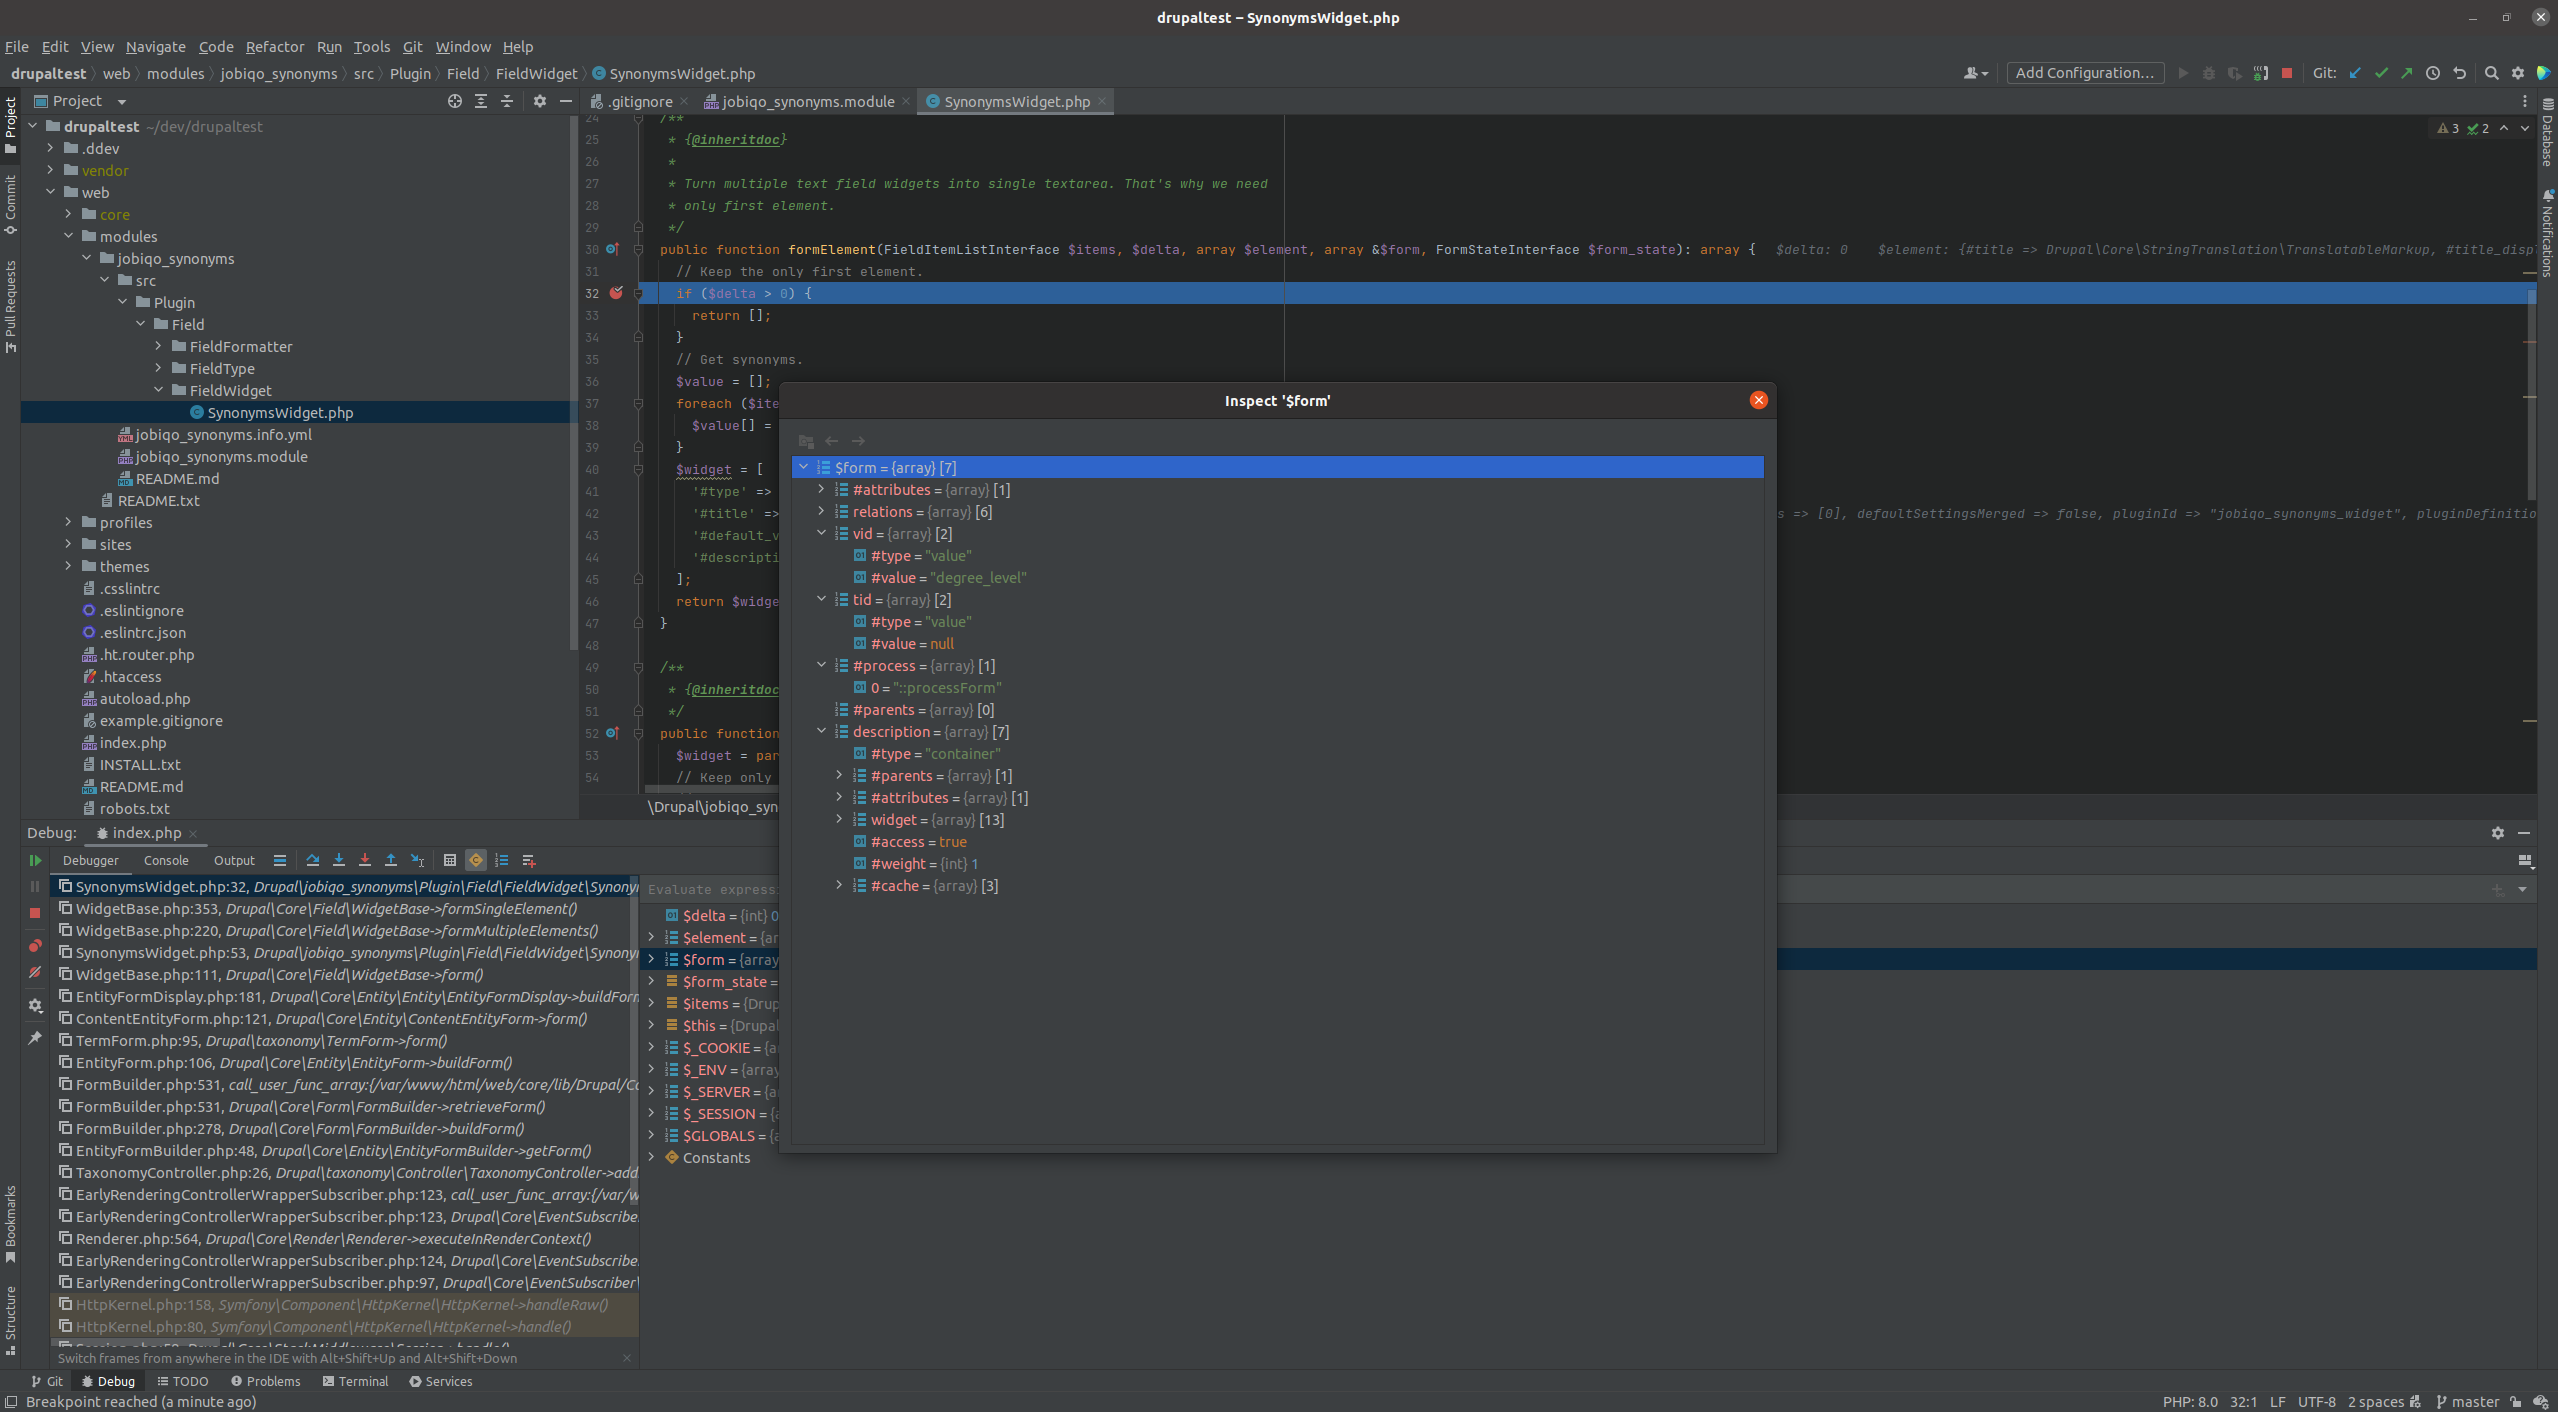 drupaltest – SynonymsWidget.php
File Edit View Navigate Code Refactor Run Tools Git Window Help
drupaltest web modules jobiqo_synonyms src Plugin Field FieldWidget SynonymsWidget.php
Add Configuration... Git:
Project
.gitignore jobiqo_synonyms.module SynonymsWidget.php
Project
Commit
Pull Requests
Bookmarks
Structure
Database
Notifications
drupaltest ~/dev/drupaltest
.ddev
vendor
web
core
modules
jobiqo_synonyms
src
Plugin
Field
FieldFormatter
FieldType
FieldWidget
SynonymsWidget.php
jobiqo_synonyms.info.yml
jobiqo_synonyms.module
README.md
README.txt
profiles
sites
themes
.csslintrc
.eslintignore
.eslintrc.json
.ht.router.php
.htaccess
autoload.php
example.gitignore
index.php
INSTALL.txt
README.md
robots.txt
3 2
24 /**
25 * {@inheritdoc}
26 *
27 * Turn multiple text field widgets into single textarea. That's why we need
28 * only first element.
29 */
30 public function formElement(FieldItemListInterface $items, $delta, array $element, array &$form, FormStateInterface $form_state): array { $delta: 0 $element: {#title => Drupal\Core\StringTranslation\TranslatableMarkup, #title_disp
31 // Keep the only first element.
32 if ($delta > 0) {
33 return [];
34 }
35 // Get synonyms.
36 $value = [];
37 foreach ($ite
38 $value[] =
39 }
40 $widget = [
41 '#type' =>
42 '#title' => s => [0], defaultSettingsMerged => false, pluginId => "jobiqo_synonyms_widget", pluginDefinitio
43 '#default_v
44 '#descripti
45 ];
46 return $widge
47 }
48
49 /**
50 * {@inheritdoc
51 */
52 public function
53 $widget = par
54 // Keep only
\Drupal\jobiqo_syn
Inspect '$form'
$form = {array} [7]
#attributes = {array} [1]
relations = {array} [6]
vid = {array} [2]
#type = "value"
#value = "degree_level"
tid = {array} [2]
#type = "value"
#value = null
#process = {array} [1]
0 = "::processForm"
#parents = {array} [0]
description = {array} [7]
#type = "container"
#parents = {array} [1]
#attributes = {array} [1]
widget = {array} [13]
#access = true
#weight = {int} 1
#cache = {array} [3]
Debug: index.php
Debugger Console Output
SynonymsWidget.php:32, Drupal\jobiqo_synonyms\Plugin\Field\FieldWidget\Synony
WidgetBase.php:353, Drupal\Core\Field\WidgetBase->formSingleElement()
WidgetBase.php:220, Drupal\Core\Field\WidgetBase->formMultipleElements()
SynonymsWidget.php:53, Drupal\jobiqo_synonyms\Plugin\Field\FieldWidget\Synony
WidgetBase.php:111, Drupal\Core\Field\WidgetBase->form()
EntityFormDisplay.php:181, Drupal\Core\Entity\Entity\EntityFormDisplay->buildForm
ContentEntityForm.php:121, Drupal\Core\Entity\ContentEntityForm->form()
TermForm.php:95, Drupal\taxonomy\TermForm->form()
EntityForm.php:106, Drupal\Core\Entity\EntityForm->buildForm()
FormBuilder.php:531, call_user_func_array:{/var/www/html/web/core/lib/Drupal/Co
FormBuilder.php:531, Drupal\Core\Form\FormBuilder->retrieveForm()
FormBuilder.php:278, Drupal\Core\Form\FormBuilder->buildForm()
EntityFormBuilder.php:48, Drupal\Core\Entity\EntityFormBuilder->getForm()
TaxonomyController.php:26, Drupal\taxonomy\Controller\TaxonomyController->add
EarlyRenderingControllerWrapperSubscriber.php:123, call_user_func_array:{/var/w
EarlyRenderingControllerWrapperSubscriber.php:123, Drupal\Core\EventSubscribe
Renderer.php:564, Drupal\Core\Render\Renderer->executeInRenderContext()
EarlyRenderingControllerWrapperSubscriber.php:124, Drupal\Core\EventSubscribe
EarlyRenderingControllerWrapperSubscriber.php:97, Drupal\Core\EventSubscriber\
HttpKernel.php:158, Symfony\Component\HttpKernel\HttpKernel->handleRaw()
HttpKernel.php:80, Symfony\Component\HttpKernel\HttpKernel->handle()
Switch frames from anywhere in the IDE with Alt+Shift+Up and Alt+Shift+Down
Evaluate express
$delta = {int} 0
$element = {ar
$form = {array
$form_state =
$items = {Drup
$this = {Drupal
$_COOKIE = {a
$_ENV = {array
$_SERVER = {a
$_SESSION = {a
$GLOBALS = {a
Constants
Git Debug TODO Problems Terminal Services
Breakpoint reached (a minute ago) PHP: 8.0 32:1 LF UTF-8 2 spaces master